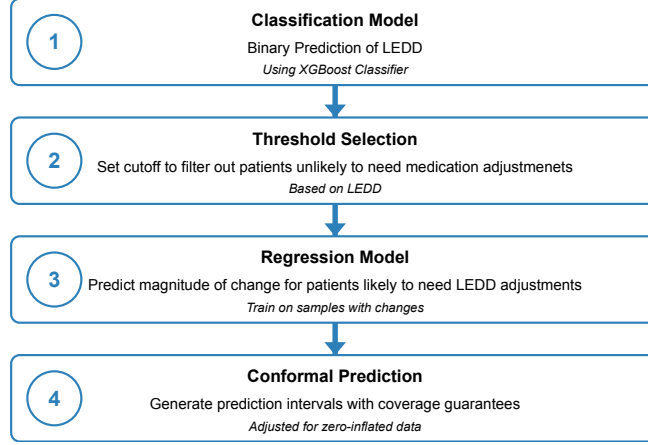 1
Classification Model
Binary Prediction of LEDD
Using XGBoost Classifier
2
Threshold Selection
Set cutoff to filter out patients unlikely to need medication adjustmenets
Based on LEDD
3
Regression Model
Predict magnitude of change for patients likely to need LEDD adjustments
Train on samples with changes
4
Conformal Prediction
Generate prediction intervals with coverage guarantees
Adjusted for zero-inflated data